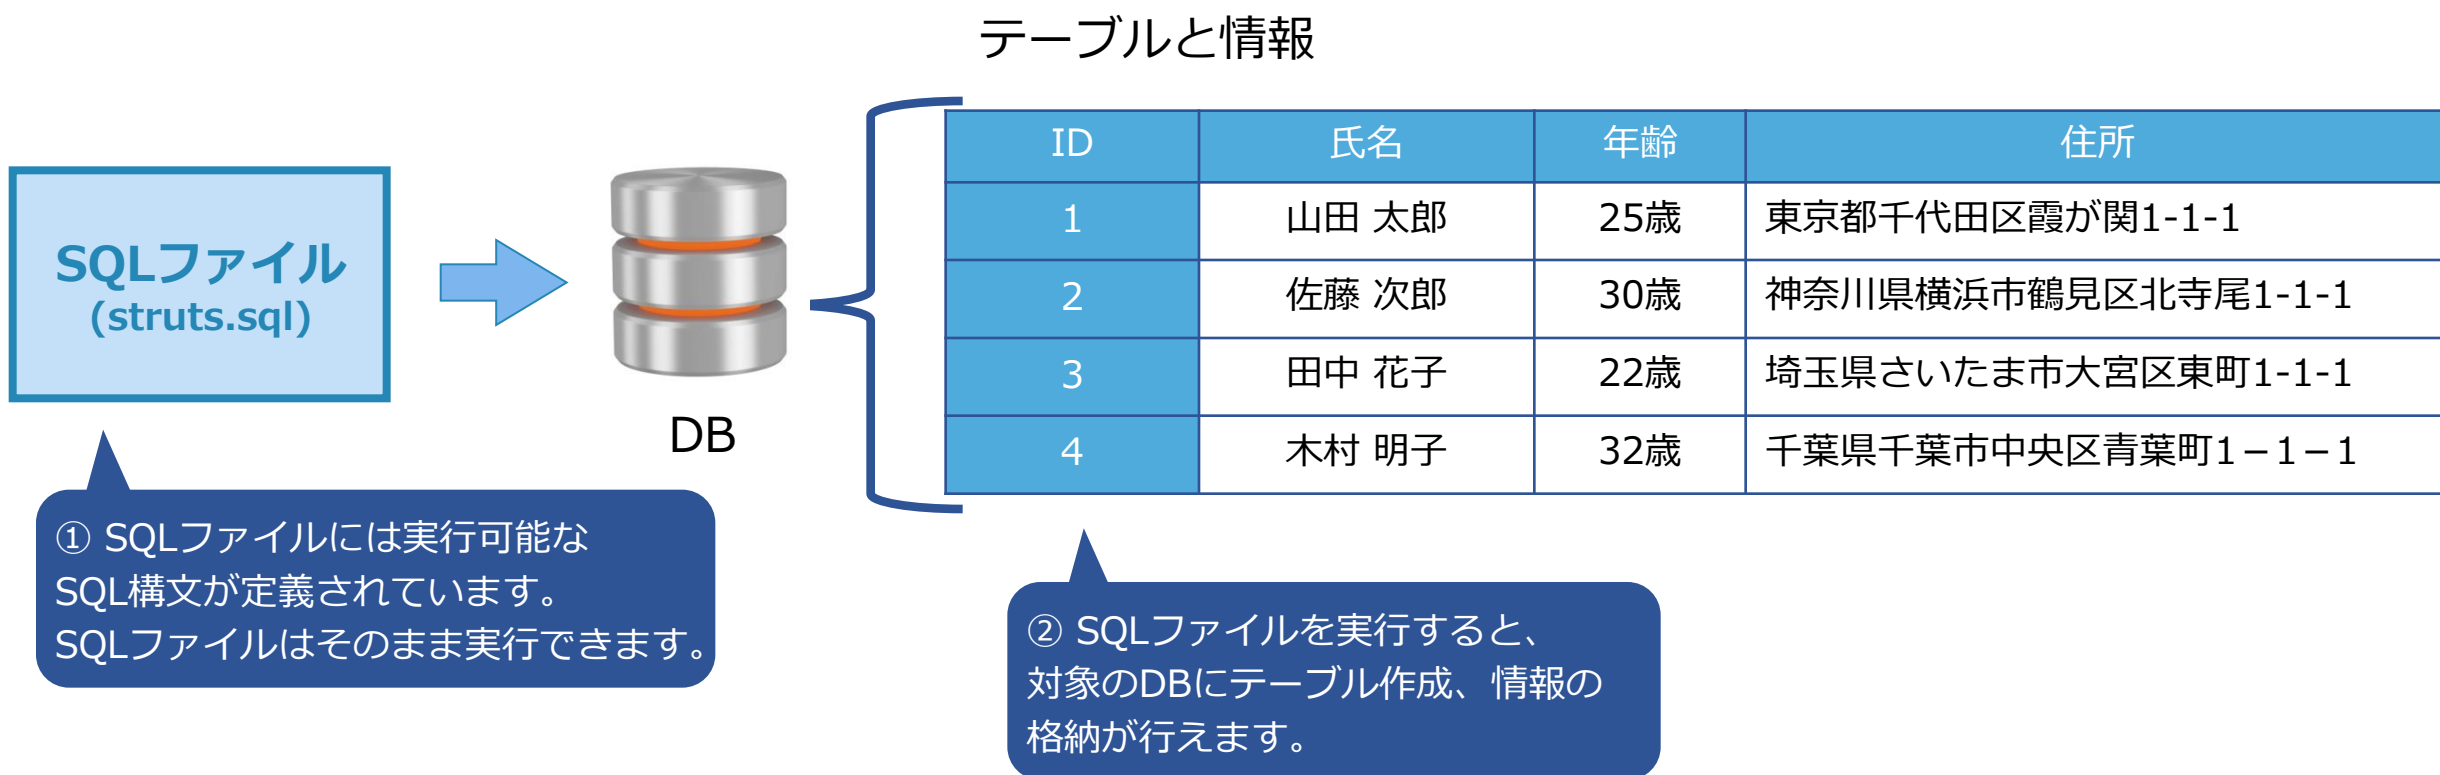 テーブルと情報
SQLファイル
(struts.sql)
DB
ID 氏名 年齢 住所
1 山田 太郎 25歳 東京都千代田区霞が関1-1-1
2 佐藤 次郎 30歳 神奈川県横浜市鶴見区北寺尾1-1-1
3 田中 花子 22歳 埼玉県さいたま市大宮区東町1-1-1
4 木村 明子 32歳 千葉県千葉市中央区青葉町1－1－1
① SQLファイルには実行可能な
SQL構文が定義されています。
SQLファイルはそのまま実行できます。
② SQLファイルを実行すると、
対象のDBにテーブル作成、情報の
格納が行えます。